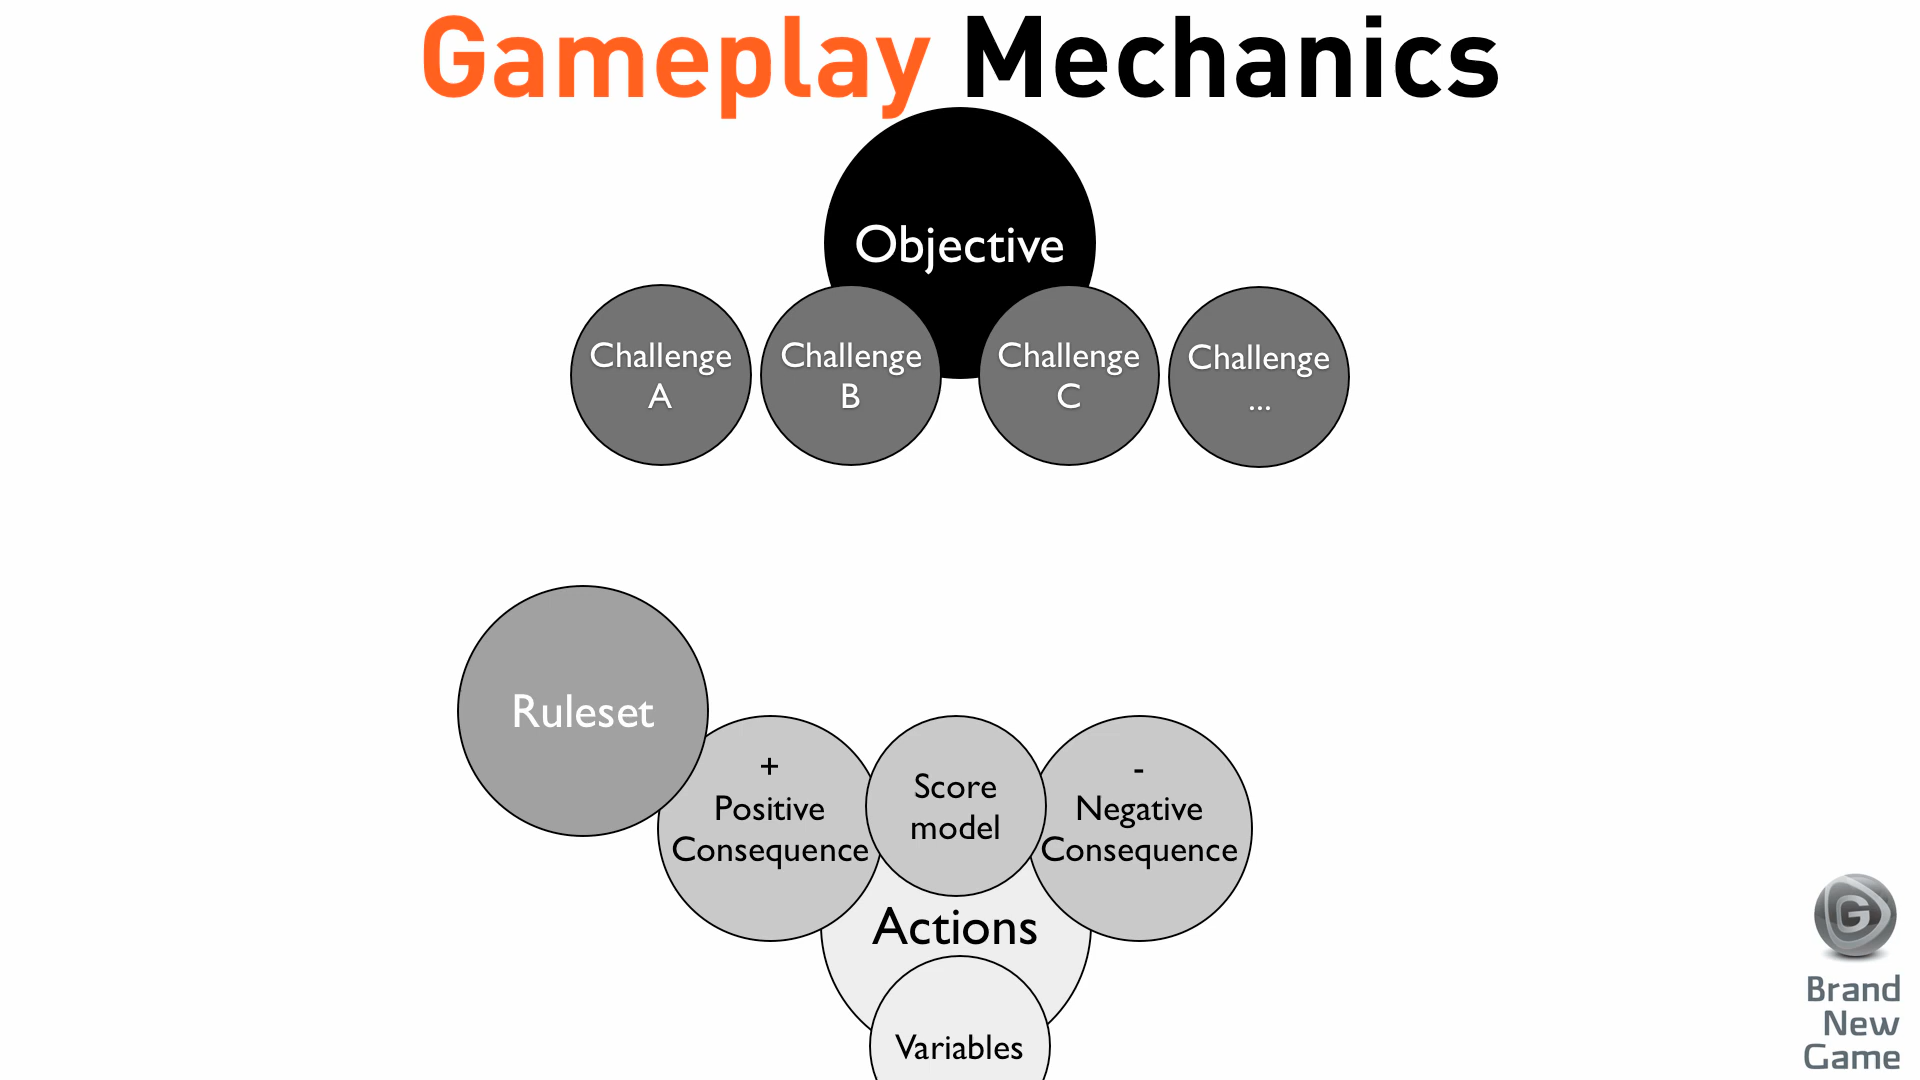 Gameplay Mechanics
Objective
Challenge
A
Challenge
B
Challenge
C
Challenge
...
Ruleset
+
Positive
Consequence
Score
model
-
Negative
Consequence
Actions
Variables
G
Brand
New
Game